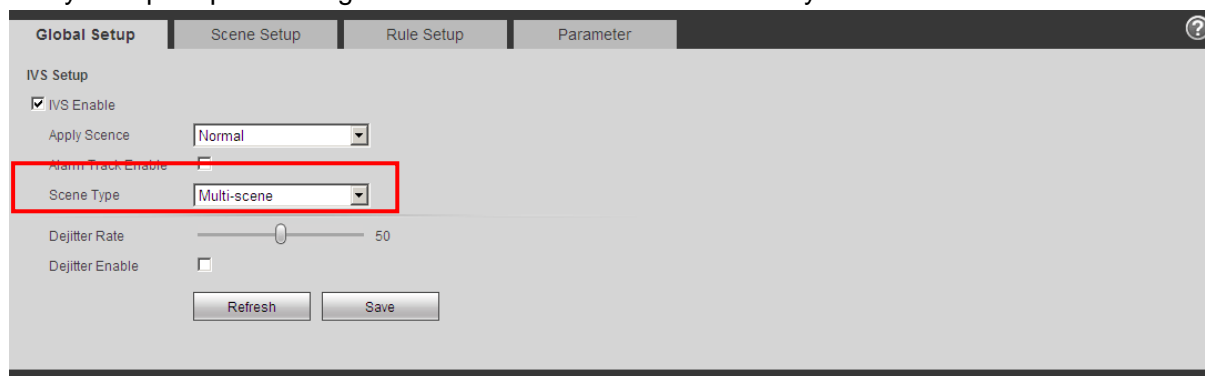 Global Setup Scene Setup Rule Setup Parameter ?
IVS Setup
IVS Enable
Apply Scence Normal
Alarm Track Enable
Scene Type Multi-scene
Dejitter Rate 50
Dejitter Enable
Refresh Save